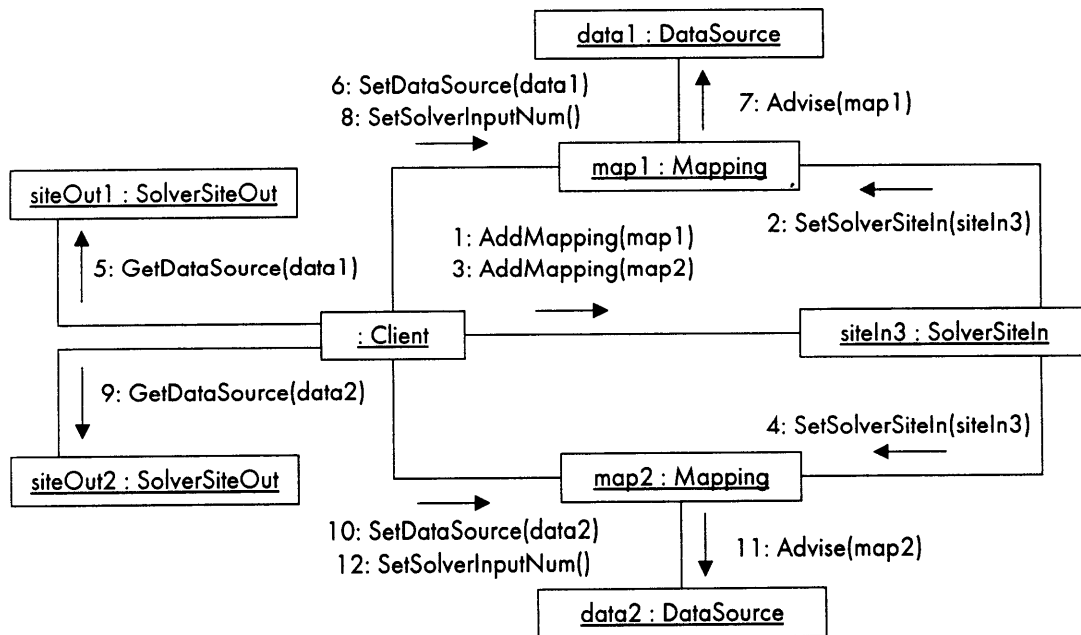 data1 : DataSource
6: SetDataSource(data1)
8: SetSolverInputNum()
7: Advise(map1)
map1 : Mapping
siteOut1 : SolverSiteOut
2: SetSolverSiteIn(siteIn3)
1: AddMapping(map1)
3: AddMapping(map2)
5: GetDataSource(data1)
: Client
siteIn3 : SolverSiteIn
9: GetDataSource(data2)
4: SetSolverSiteIn(siteIn3)
siteOut2 : SolverSiteOut
map2 : Mapping
10: SetDataSource(data2)
12: SetSolverInputNum()
11: Advise(map2)
data2 : DataSource